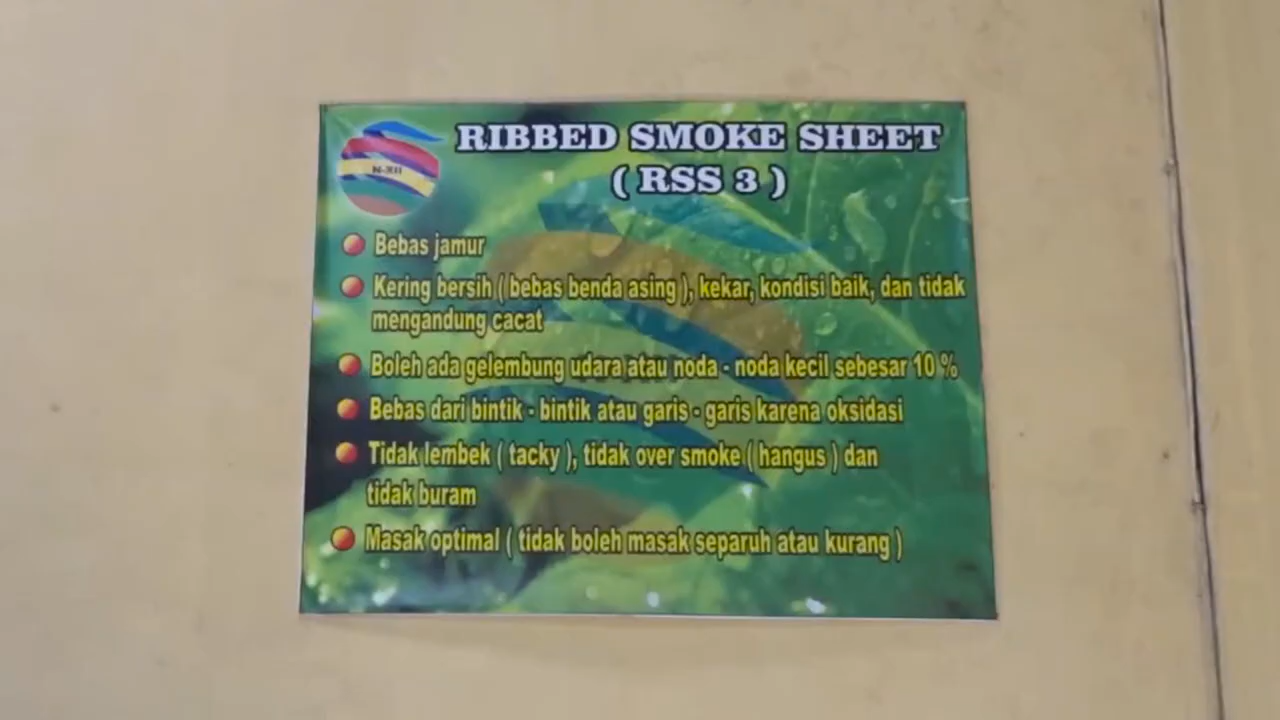 RIBBED SMOKE SHEET
( RSS 3 )
N-XII
Bebas jamur
Kering bersih ( bebas benda asing ), kekar, kondisi baik, dan tidak
mengandung cacat
Boleh ada gelembung udara atau noda - noda kecil sebesar 10 %
Bebas dari bintik - bintik atau garis - garis karena oksidasi
Tidak lembek ( tacky ), tidak over smoke ( hangus ) dan
tidak buram
Masak optimal ( tidak boleh masak separuh atau kurang )